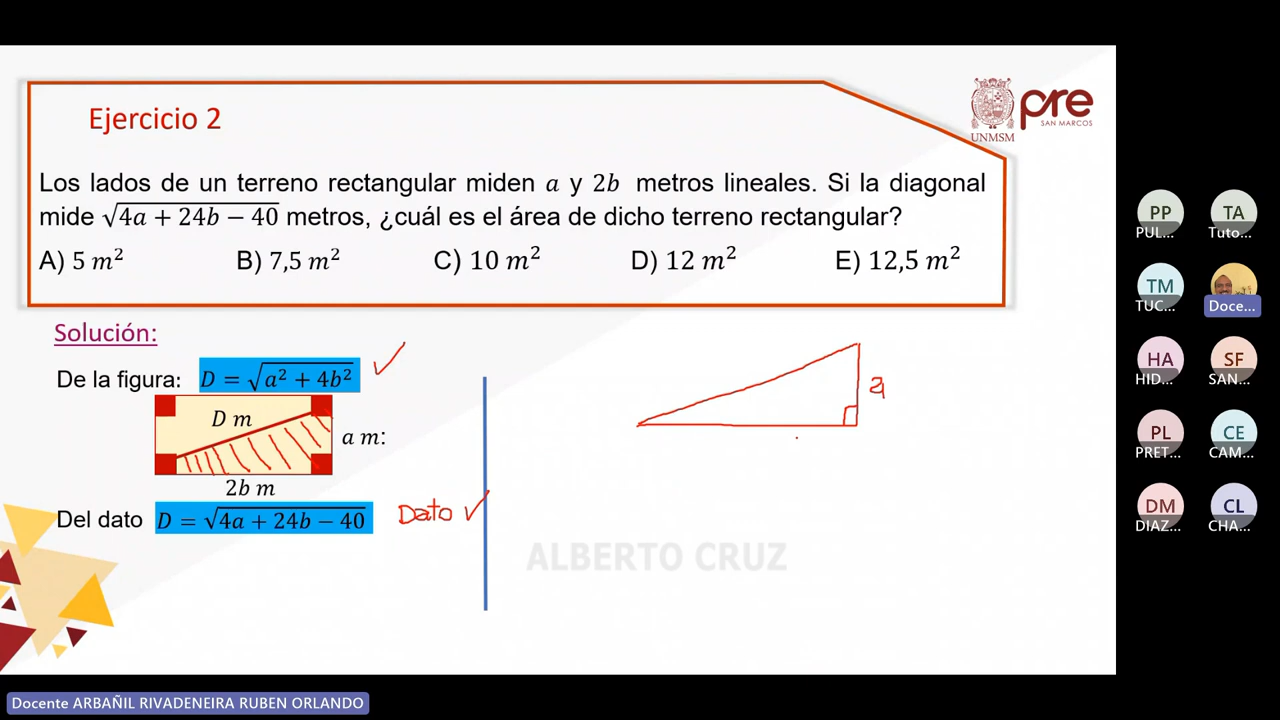 Ejercicio 2
UNMSM
pre
SAN MARCOS
Los lados de un terreno rectangular miden a y 2b metros lineales. Si la diagonal
mide √(4a + 24b − 40) metros, ¿cuál es el área de dicho terreno rectangular?
A) 5 m² B) 7,5 m² C) 10 m² D) 12 m² E) 12,5 m²
Solución:
De la figura: D = √(a² + 4b²)
D m
a m:
2b m
Del dato D = √(4a + 24b − 40) Dato
ALBERTO CRUZ
PP
PUL...
TA
Tuto...
TM
TUC...
Doce...
HA
HID...
SF
SAN...
PL
PRET...
CE
CAM...
DM
DIAZ...
CL
CHA...
Docente ARBAÑIL RIVADENEIRA RUBEN ORLANDO